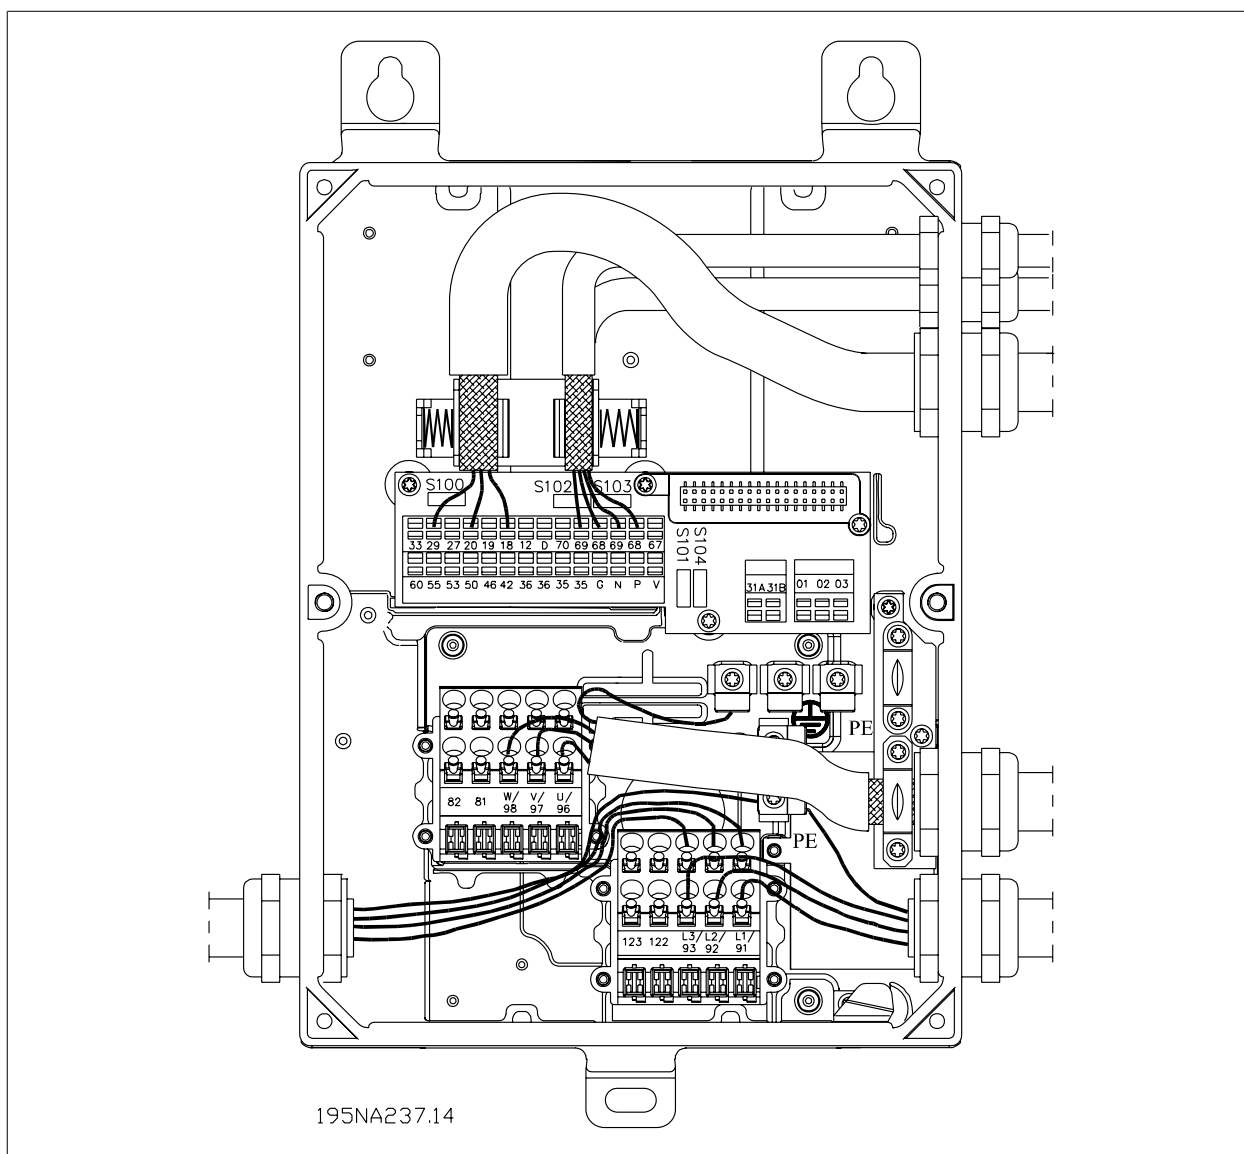 S100 S102 S103
S101 S104
33 29 27 20 19 18 12 D 70 69 68 69 68 67
60 55 53 50 46 42 36 36 35 35 G N P V
31A 31B 01 02 03
PE
82 81 W/98 V/97 U/96
PE
123 122 L3/93 L2/92 L1/91
195NA237.14